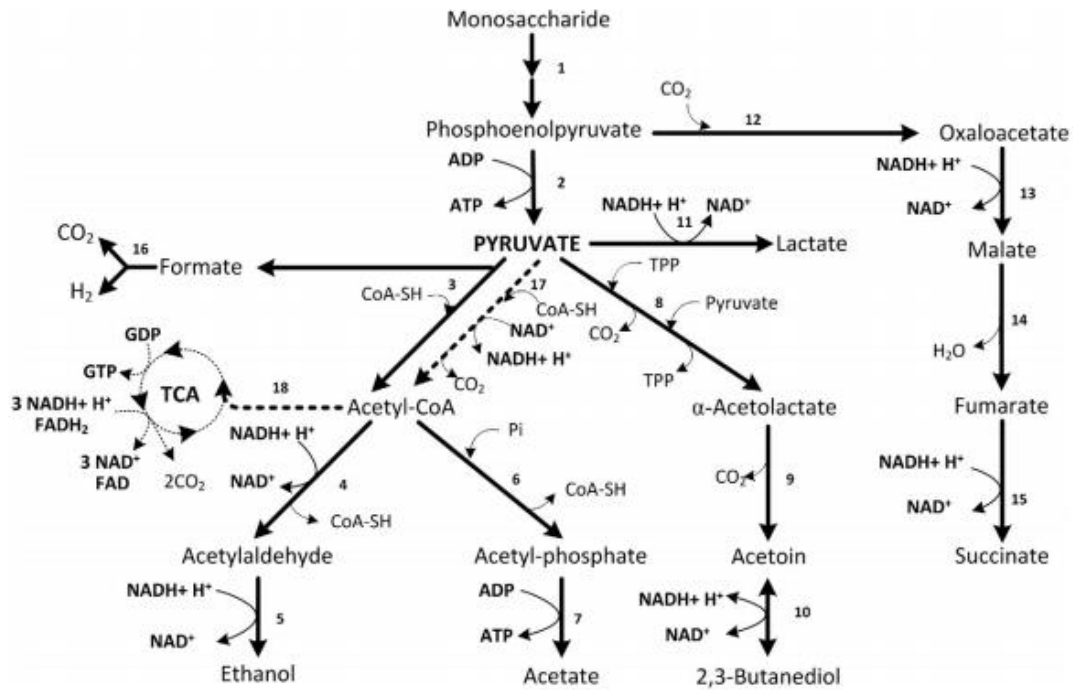 Monosaccharide
1
CO₂
Phosphoenolpyruvate
12
Oxaloacetate
ADP
2
ATP
NADH+ H⁺
13
NAD⁺
NADH+ H⁺
NAD⁺
11
PYRUVATE
Lactate
Malate
CO₂
16
Formate
H₂
3
CoA-SH
17
CoA-SH
NAD⁺
NADH+ H⁺
CO₂
TPP
8
Pyruvate
CO₂
TPP
14
H₂O
GDP
GTP
TCA
18
3 NADH+ H⁺
FADH₂
3 NAD⁺
FAD
2CO₂
Acetyl-CoA
α-Acetolactate
Fumarate
NADH+ H⁺
NAD⁺
4
CoA-SH
Pi
6
CoA-SH
CO₂
9
NADH+ H⁺
NAD⁺
15
Acetylaldehyde
Acetyl-phosphate
Acetoin
Succinate
NADH+ H⁺
5
NAD⁺
ADP
7
ATP
NADH+ H⁺
10
NAD⁺
Ethanol
Acetate
2,3-Butanediol